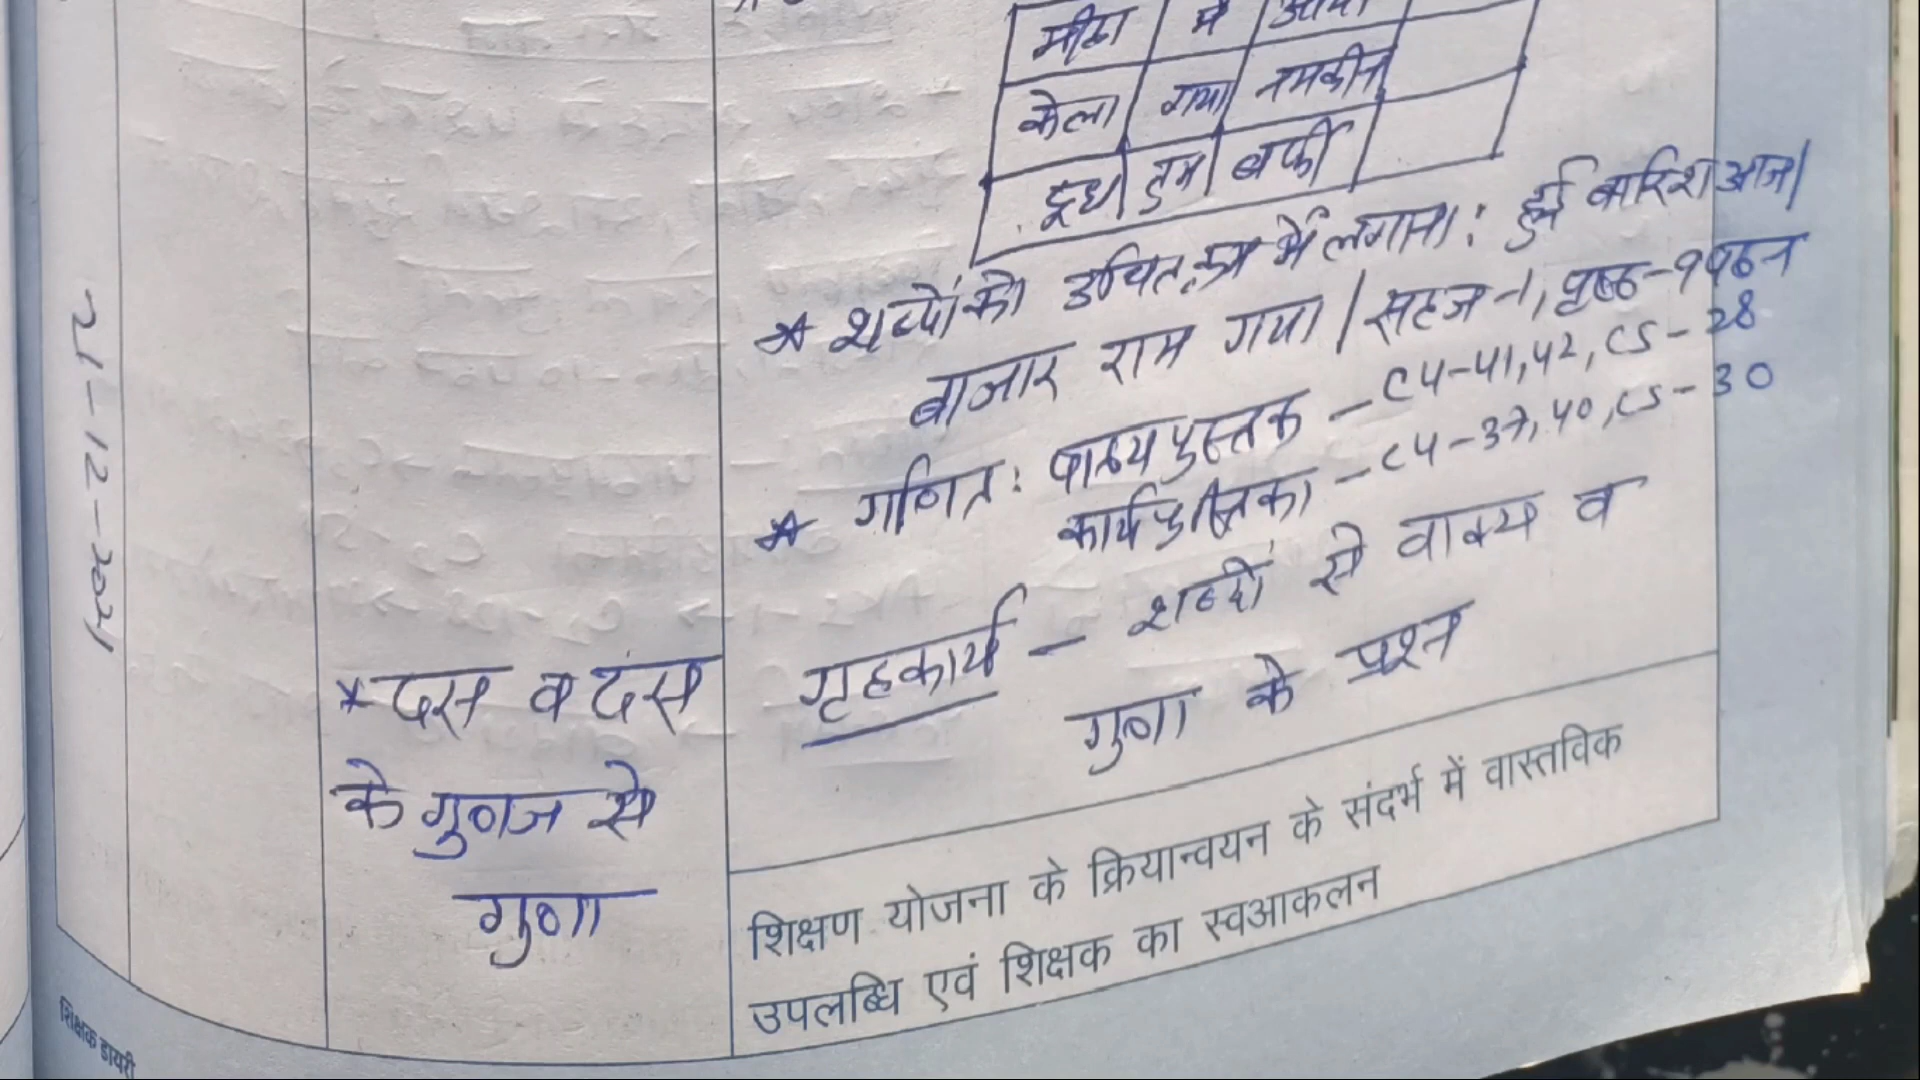 मीठा में
केला गया नमकीन
दूध हम बर्फी
* शब्दों को उचित क्रम में लगाना: हुई बारिश आज।
बाजार राम गया। सहज-1, पृष्ठ-9 पठन
* गणित: पाठ्यपुस्तक - C4-41,42, C5-28
कार्यपुस्तिका - C4-37,40, C5-30
गृहकार्य - शब्दों से वाक्य व
गुणा के प्रश्न
21-12-2021
* दस व दस
के गुणज से
गुणा
शिक्षण योजना के क्रियान्वयन के संदर्भ में वास्तविक
उपलब्धि एवं शिक्षक का स्वआकलन
शिक्षक डायरी